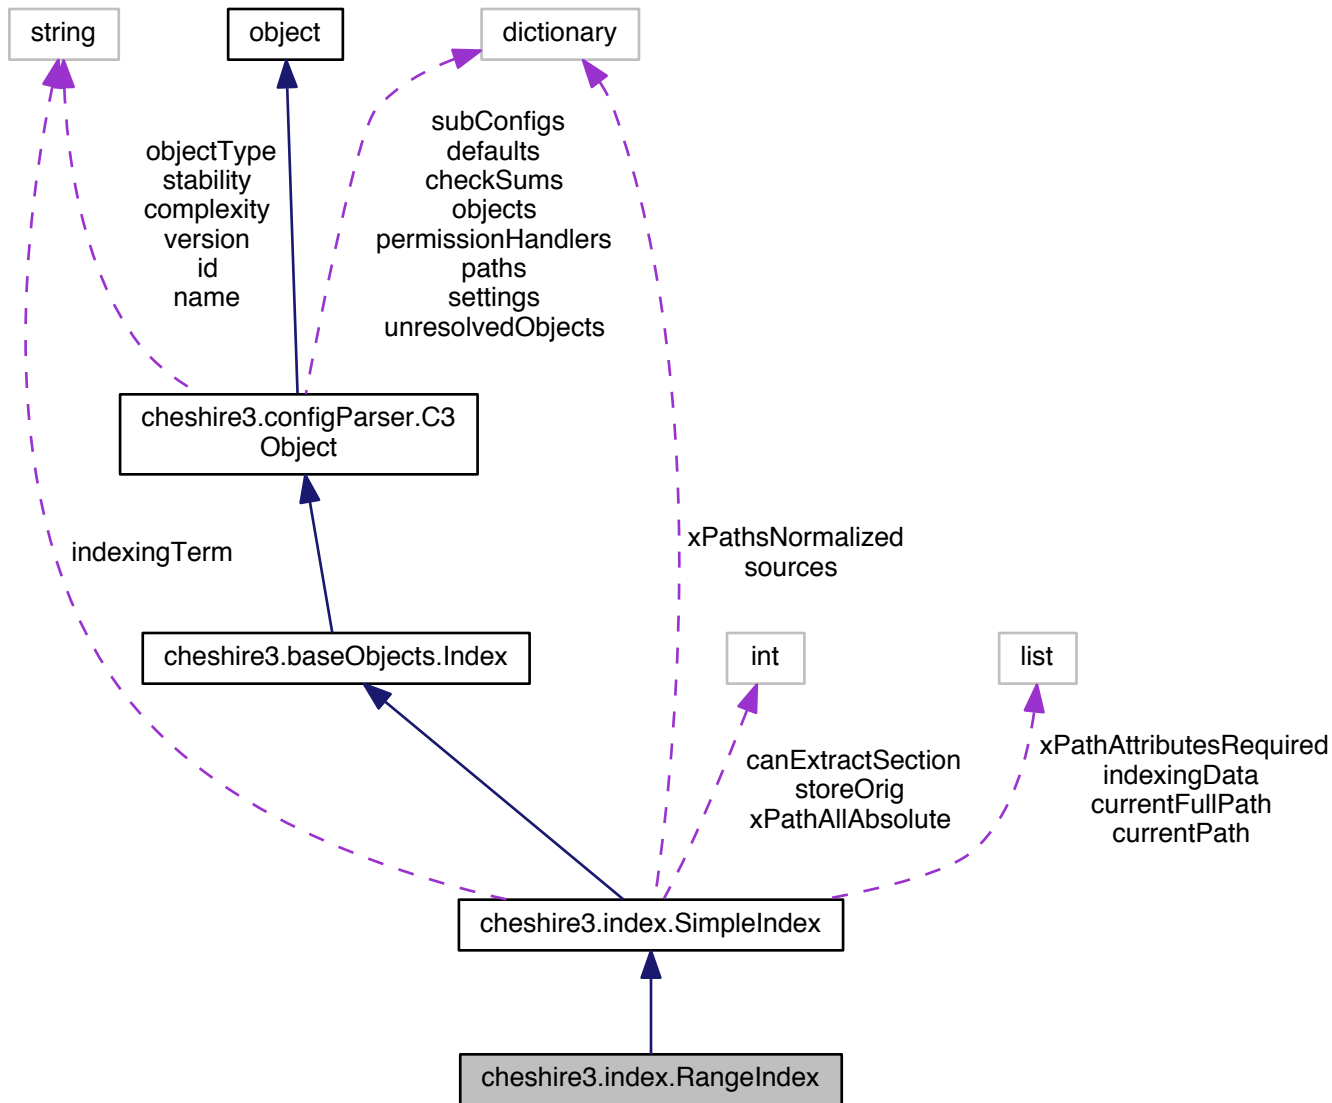 string
object
dictionary
objectType
stability
complexity
version
id
name
subConfigs
defaults
checkSums
objects
permissionHandlers
paths
settings
unresolvedObjects
cheshire3.configParser.C3
Object
indexingTerm
xPathsNormalized
sources
cheshire3.baseObjects.Index
int
list
canExtractSection
storeOrig
xPathAllAbsolute
xPathAttributesRequired
indexingData
currentFullPath
currentPath
cheshire3.index.SimpleIndex
cheshire3.index.RangeIndex